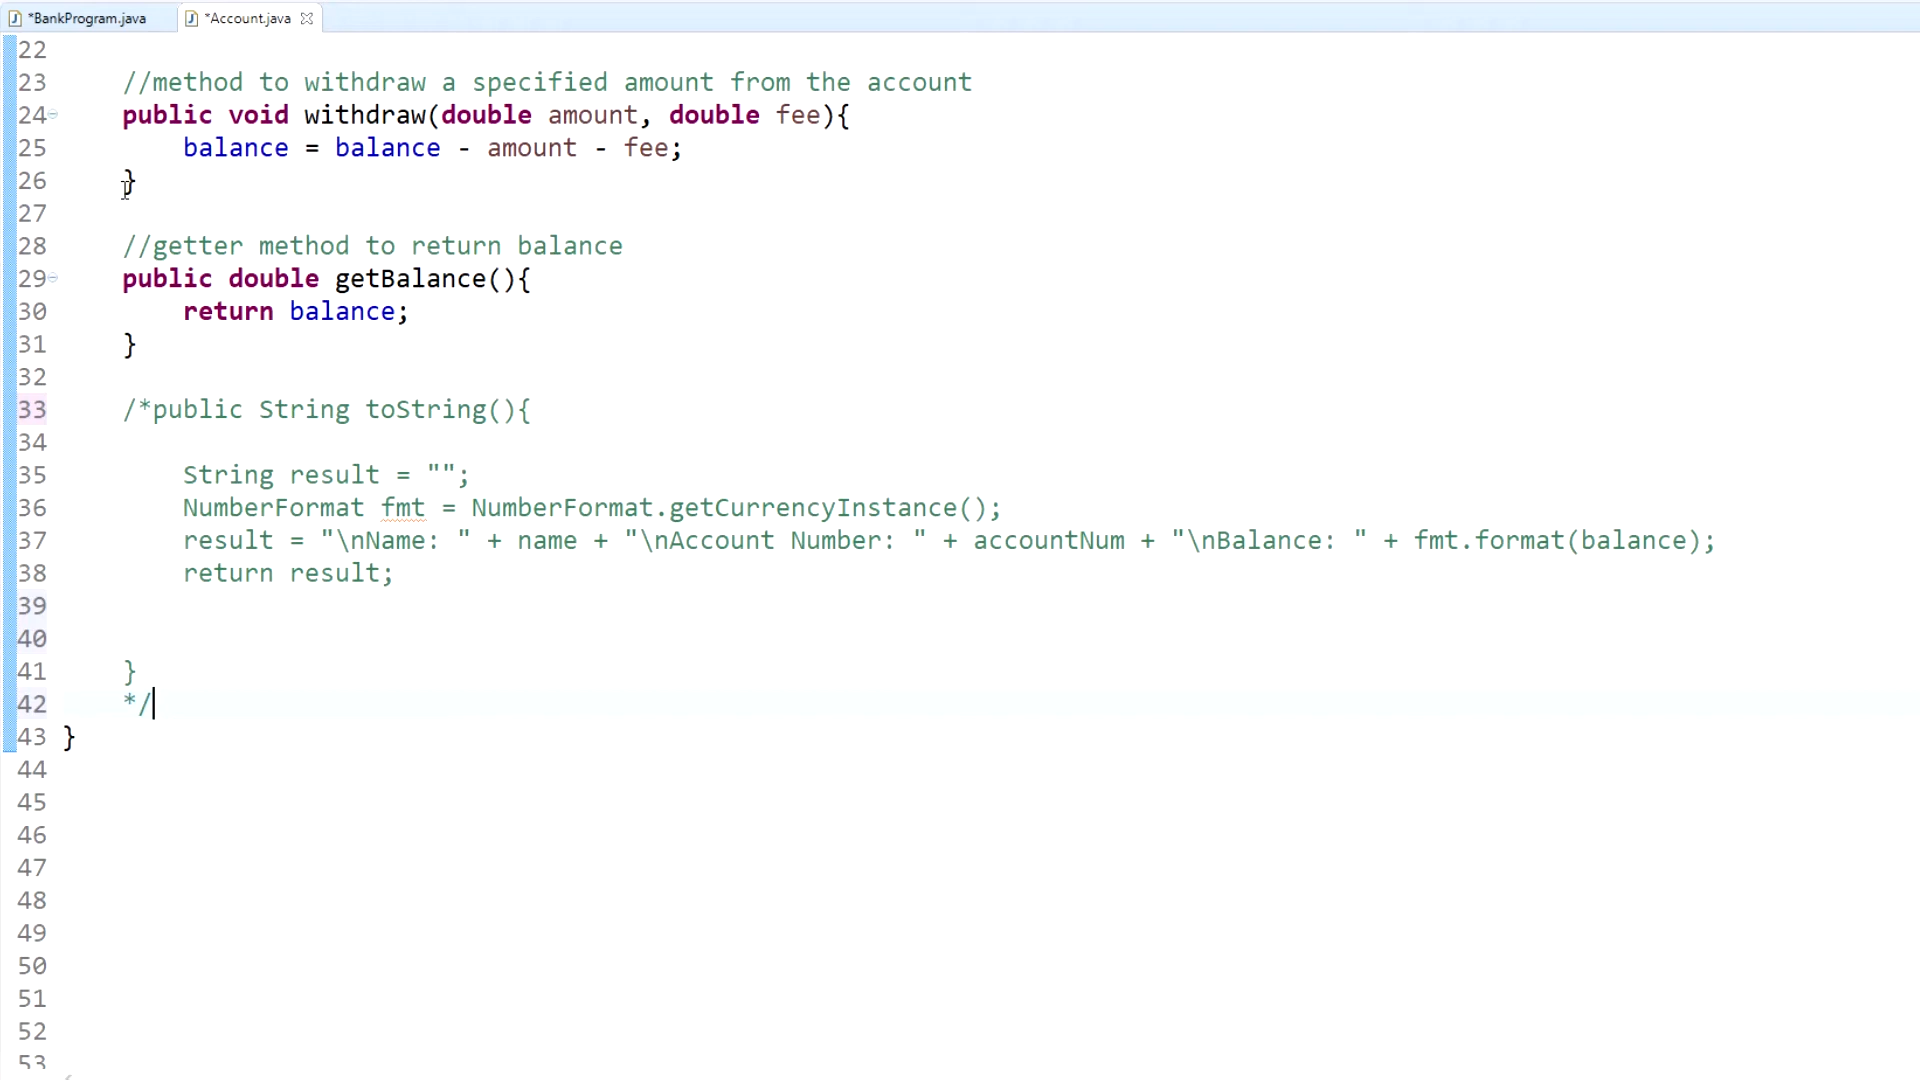 *BankProgram.java
*Account.java
22
23 //method to withdraw a specified amount from the account
24 public void withdraw(double amount, double fee){
25 balance = balance - amount - fee;
26 }
27
28 //getter method to return balance
29 public double getBalance(){
30 return balance;
31 }
32
33 /*public String toString(){
34
35 String result = "";
36 NumberFormat fmt = NumberFormat.getCurrencyInstance();
37 result = "\nName: " + name + "\nAccount Number: " + accountNum + "\nBalance: " + fmt.format(balance);
38 return result;
39
40
41 }
42 */
43 }
44
45
46
47
48
49
50
51
52
53